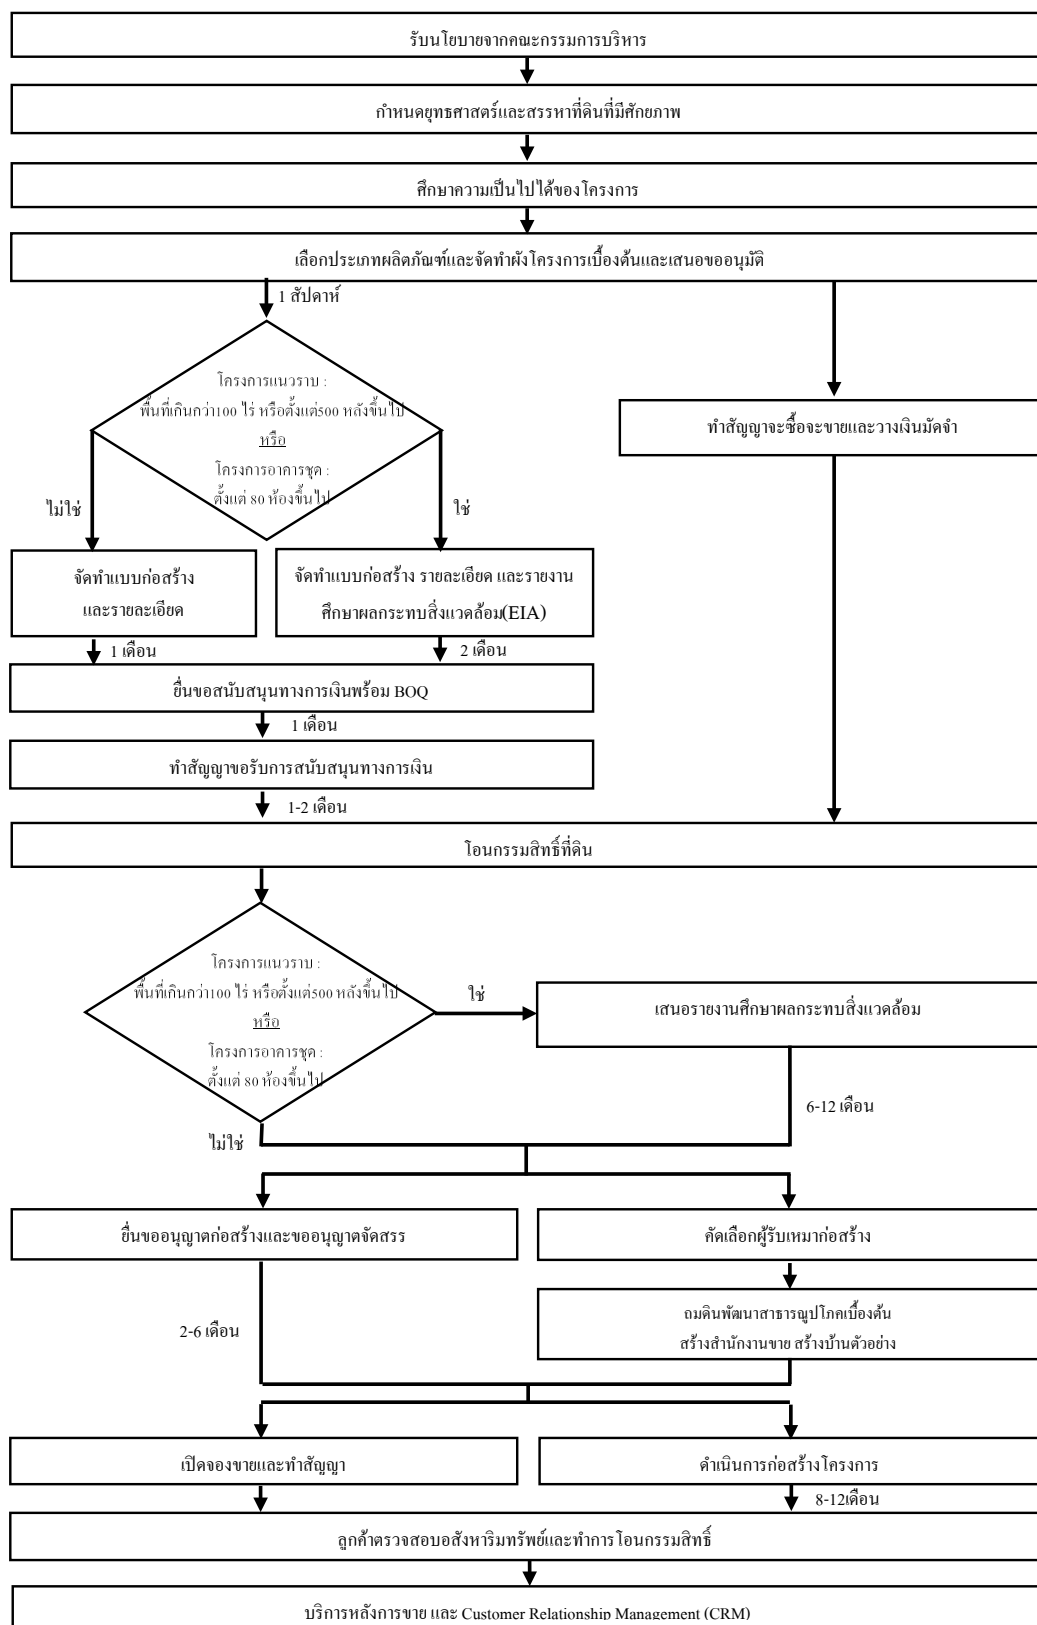 รับนโยบายจากคณะกรรมการบริหาร
กำหนดยุทธศาสตร์และสรรหาที่ดินที่มีศักยภาพ
ศึกษาความเป็นไปได้ของโครงการ
เลือกประเภทผลิตภัณฑ์และจัดทำผังโครงการเบื้องต้นและเสนอขออนุมัติ
1 สัปดาห์
โครงการแนวราบ :
พื้นที่เกินกว่า100 ไร่ หรือตั้งแต่500 หลังขึ้นไป
หรือ
โครงการอาคารชุด :
ตั้งแต่ 80 ห้องขึ้นไป
ทำสัญญาจะซื้อจะขายและวางเงินมัดจำ
ไม่ใช่
ใช่
จัดทำแบบก่อสร้าง
และรายละเอียด
จัดทำแบบก่อสร้าง รายละเอียด และรายงาน
ศึกษาผลกระทบสิ่งแวดล้อม(EIA)
1 เดือน
2 เดือน
ยื่นขอสนับสนุนทางการเงินพร้อม BOQ
1 เดือน
ทำสัญญาขอรับการสนับสนุนทางการเงิน
1-2 เดือน
โอนกรรมสิทธิ์ที่ดิน
โครงการแนวราบ :
พื้นที่เกินกว่า100 ไร่ หรือตั้งแต่500 หลังขึ้นไป
หรือ
โครงการอาคารชุด :
ตั้งแต่ 80 ห้องขึ้นไป
ใช่
เสนอรายงานศึกษาผลกระทบสิ่งแวดล้อม
6-12 เดือน
ไม่ใช่
ยื่นขออนุญาตก่อสร้างและขออนุญาตจัดสรร
คัดเลือกผู้รับเหมาก่อสร้าง
2-6 เดือน
ถมดินพัฒนาสาธารณูปโภคเบื้องต้น
สร้างสำนักงานขาย สร้างบ้านตัวอย่าง
เปิดจองขายและทำสัญญา
ดำเนินการก่อสร้างโครงการ
8-12เดือน
ลูกค้าตรวจสอบอสังหาริมทรัพย์และทำการโอนกรรมสิทธิ์
บริการหลังการขาย และ Customer Relationship Management (CRM)